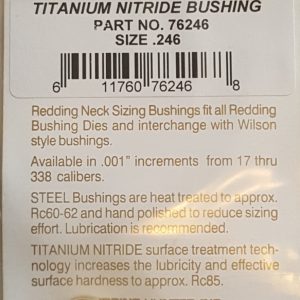 TITANIUM NITRIDE BUSHING
PART NO. 76246
SIZE .246
6 11760 76246 8
Redding Neck Sizing Bushings fit all Redding
Bushing Dies and interchange with Wilson
style bushings.
Available in .001" increments from 17 thru
338 calibers.
STEEL Bushings are heat treated to approx.
Rc60-62 and hand polished to reduce sizing
effort. Lubrication is recommended.
TITANIUM NITRIDE surface treatment tech-
nology increases the lubricity and effective
surface hardness to approx. Rc85.